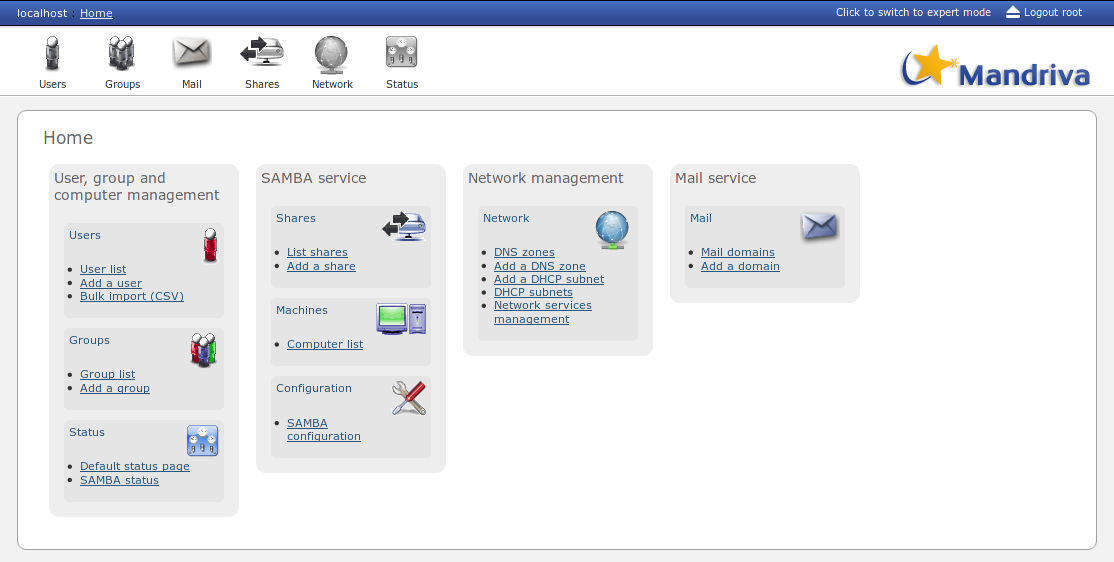 localhost : Home
Click to switch to expert mode
Logout root
Users
Groups
Mail
Shares
Network
Status
Mandriva
Home
User, group and
computer management
Users
User list
Add a user
Bulk import (CSV)
Groups
Group list
Add a group
Status
Default status page
SAMBA status
SAMBA service
Shares
List shares
Add a share
Machines
Computer list
Configuration
SAMBA
configuration
Network management
Network
DNS zones
Add a DNS zone
Add a DHCP subnet
DHCP subnets
Network services
management
Mail service
Mail
Mail domains
Add a domain